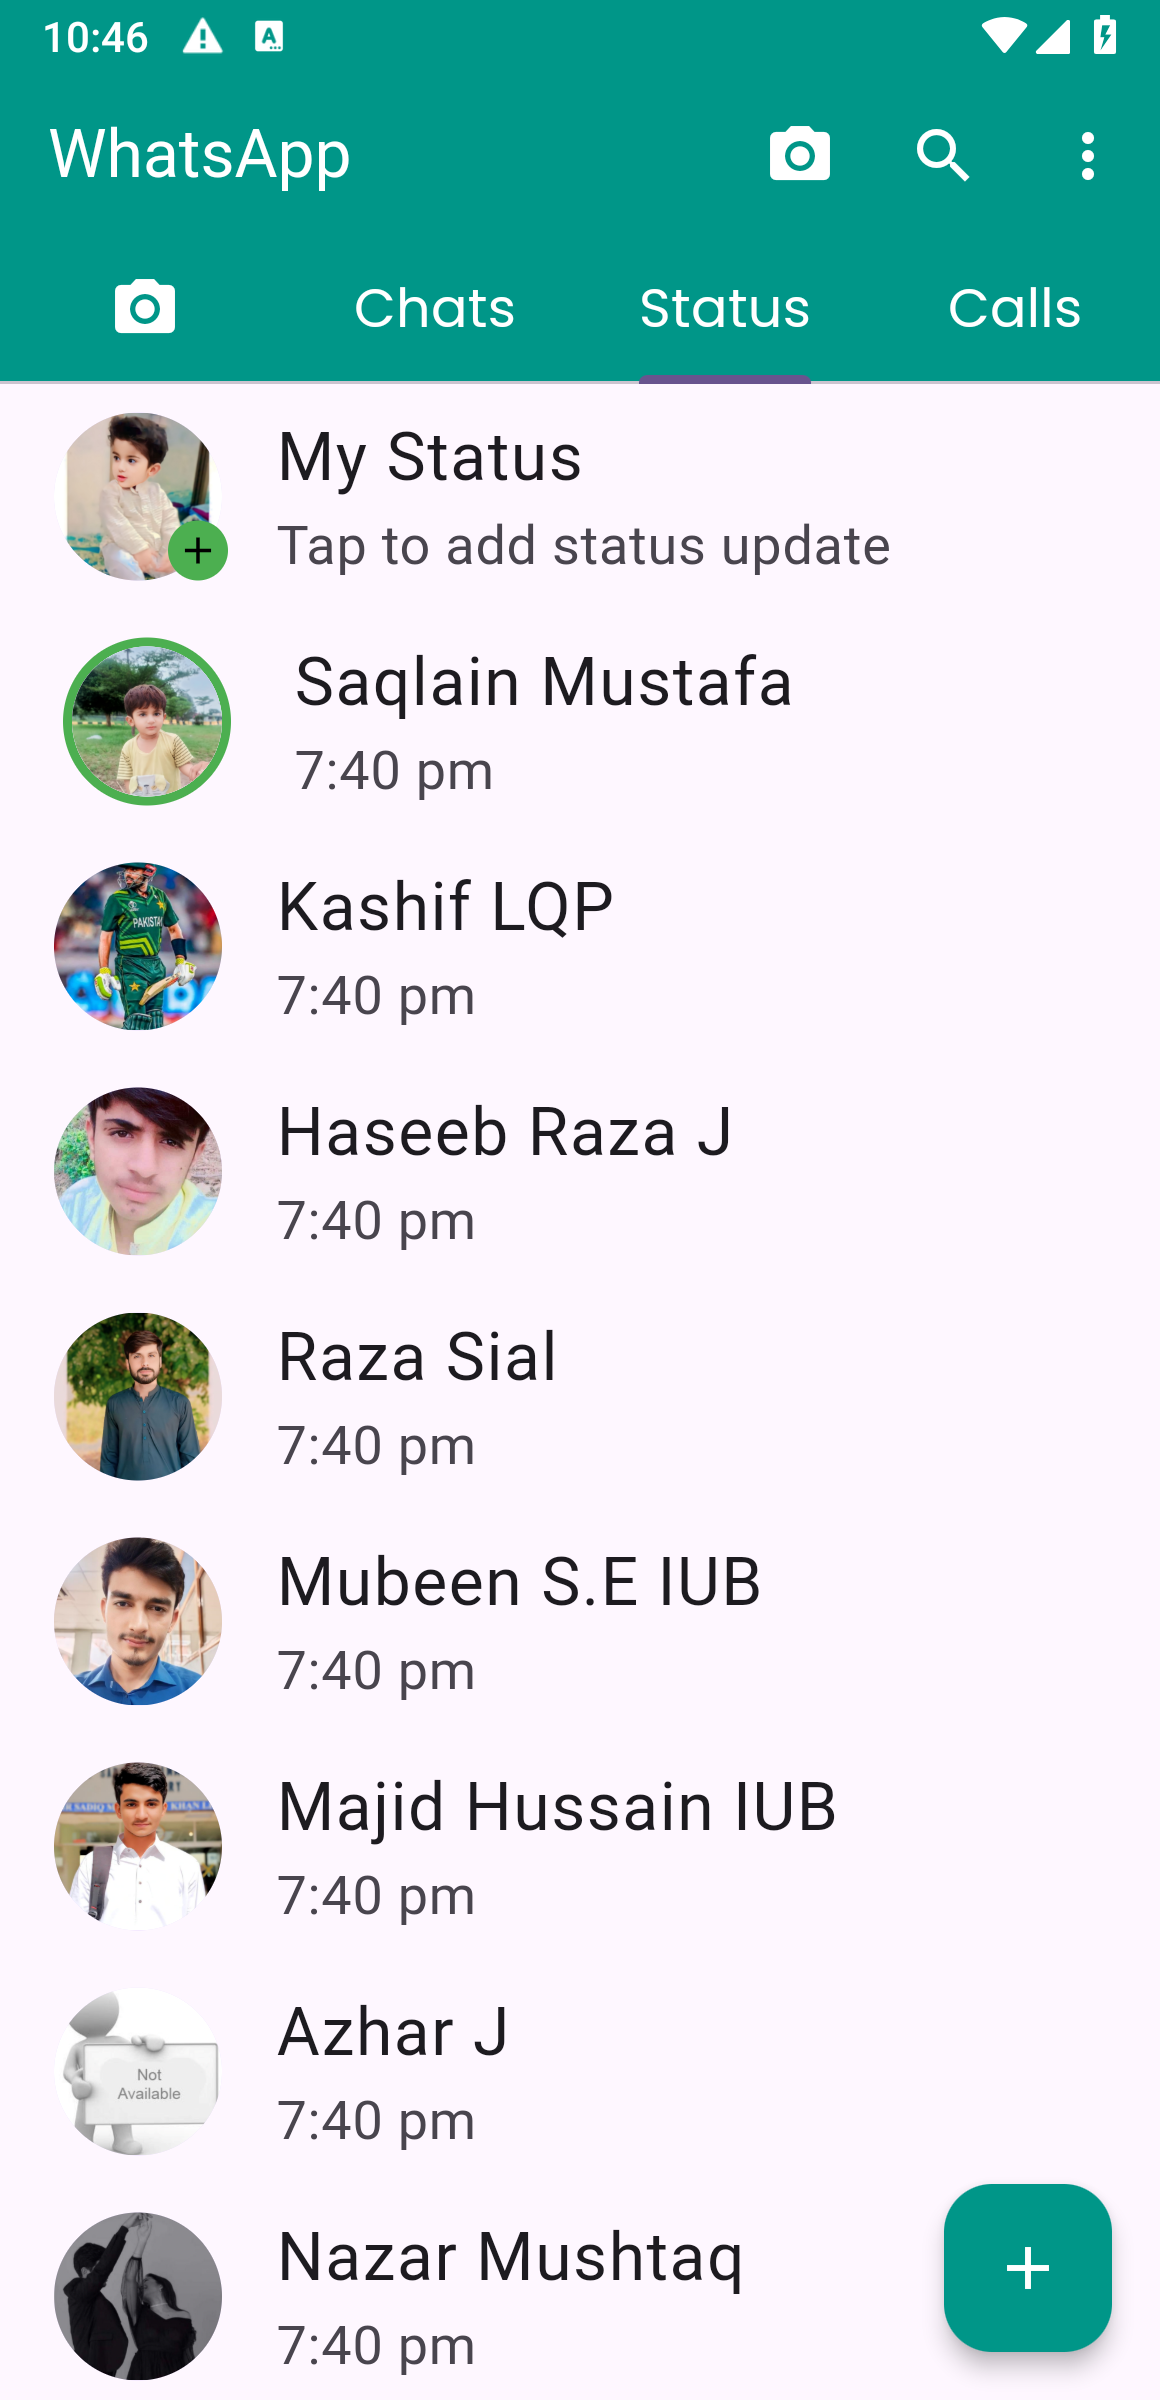 10:46
WhatsApp
Chats Status Calls
My Status
Tap to add status update
Saqlain Mustafa
7:40 pm
PAKISTA
Kashif LQP
7:40 pm
Haseeb Raza J
7:40 pm
Raza Sial
7:40 pm
Mubeen S.E IUB
7:40 pm
Majid Hussain IUB
7:40 pm
Azhar J
Not
Available
7:40 pm
Nazar Mushtaq
7:40 pm